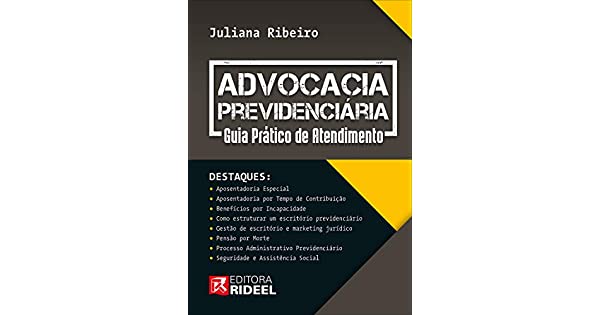 Juliana Ribeiro
ADVOCACIA
PREVIDENCIÁRIA
Guia Prático de Atendimento
DESTAQUES:
• Aposentadoria Especial
• Aposentadoria por Tempo de Contribuição
• Benefícios por Incapacidade
• Como estruturar um escritório previdenciário
• Gestão de escritório e marketing jurídico
• Pensão por Morte
• Processo Administrativo Previdenciário
• Seguridade e Assistência Social
EDITORA
RIDEEL